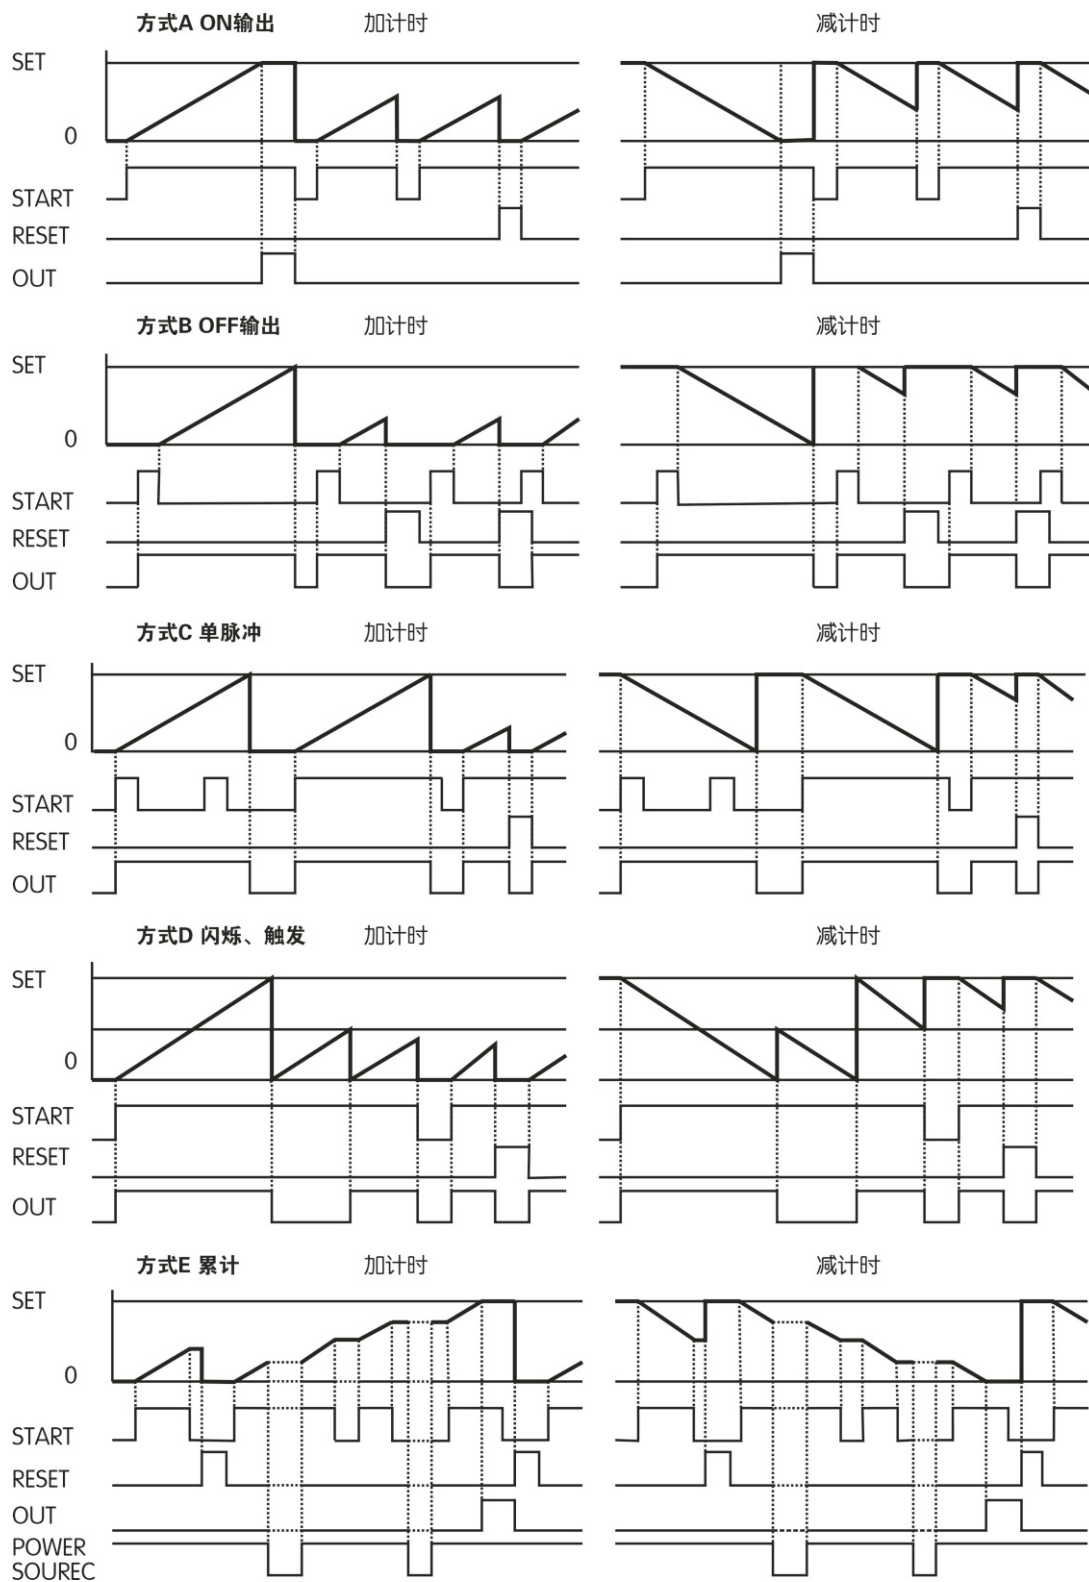 方式A ON输出 加计时 减计时
SET
0
START
RESET
OUT
方式B OFF输出 加计时 减计时
SET
0
START
RESET
OUT
方式C 单脉冲 加计时 减计时
SET
0
START
RESET
OUT
方式D 闪烁、触发 加计时 减计时
SET
0
START
RESET
OUT
方式E 累计 加计时 减计时
SET
0
START
RESET
OUT
POWER
SOUREC